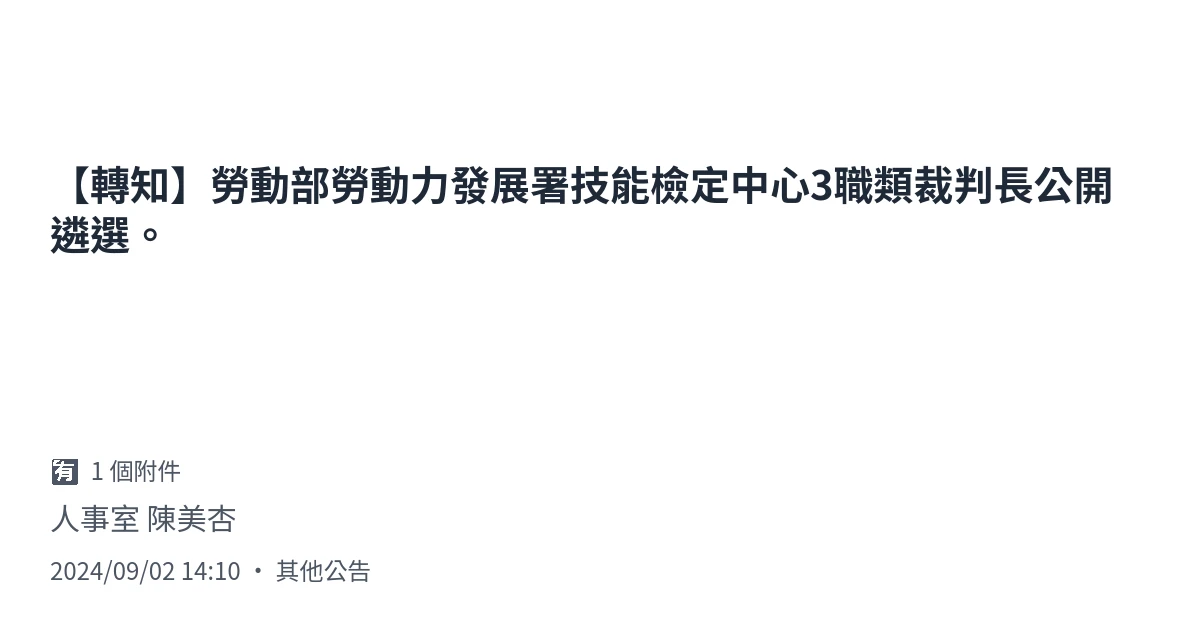 【轉知】勞動部勞動力發展署技能檢定中心3職類裁判長公開
遴選。
有 1 個附件
人事室 陳美杏
2024/09/02 14:10 • 其他公告